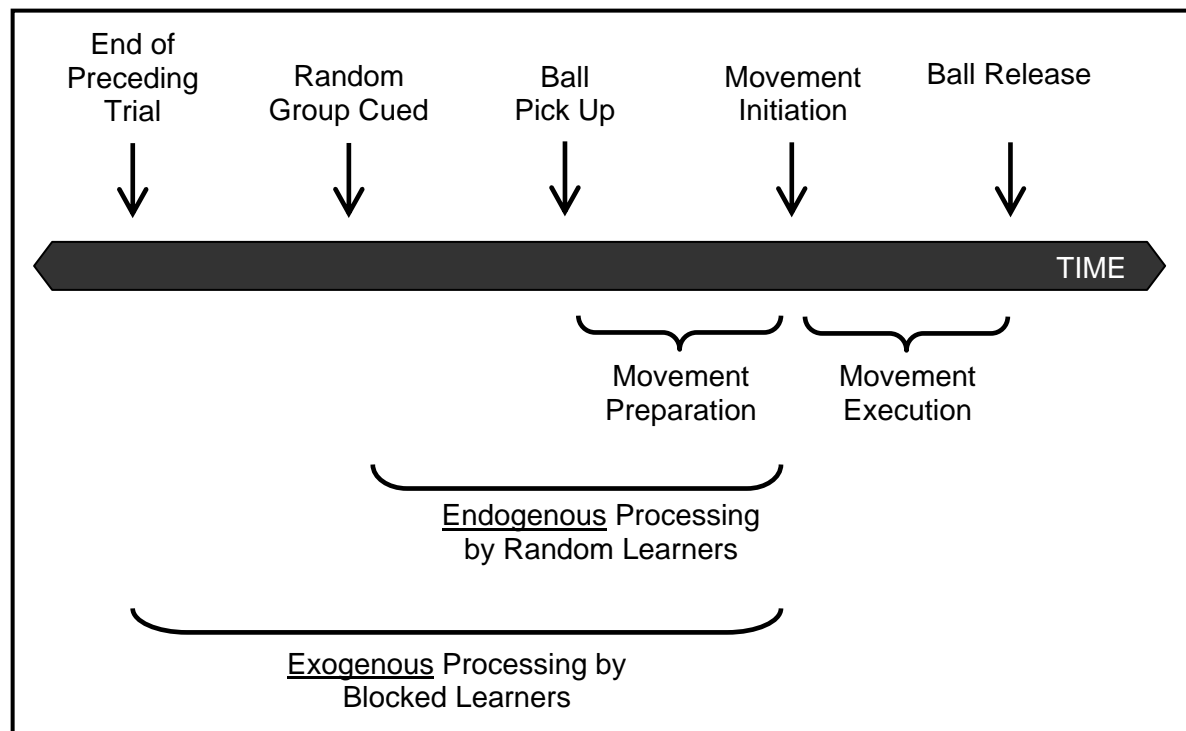 End of
Preceding
Trial
Random
Group Cued
Ball
Pick Up
Movement
Initiation
Ball Release
TIME
Movement
Preparation
Movement
Execution
Endogenous Processing
by Random Learners
Exogenous Processing by
Blocked Learners